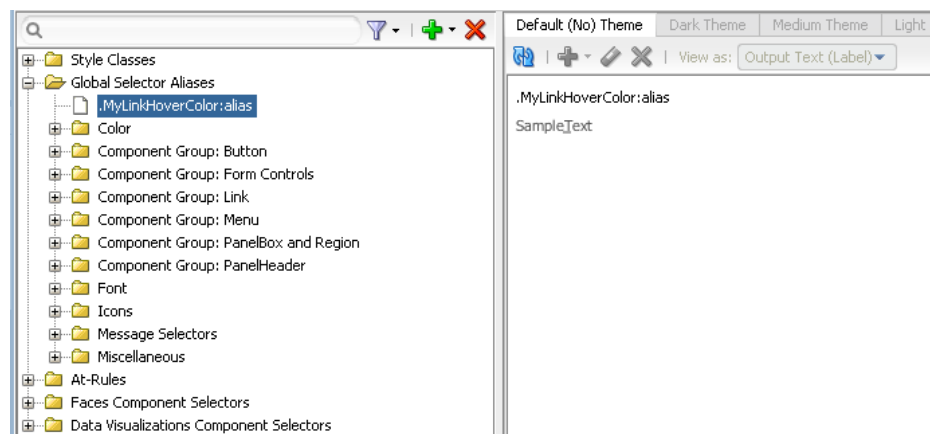 Default (No) Theme Dark Theme Medium Theme Light
View as: Output Text (Label)
Style Classes
Global Selector Aliases
.MyLinkHoverColor:alias
Color
Component Group: Button
Component Group: Form Controls
Component Group: Link
Component Group: Menu
Component Group: PanelBox and Region
Component Group: PanelHeader
Font
Icons
Message Selectors
Miscellaneous
At-Rules
Faces Component Selectors
Data Visualizations Component Selectors
.MyLinkHoverColor:alias
SampleText